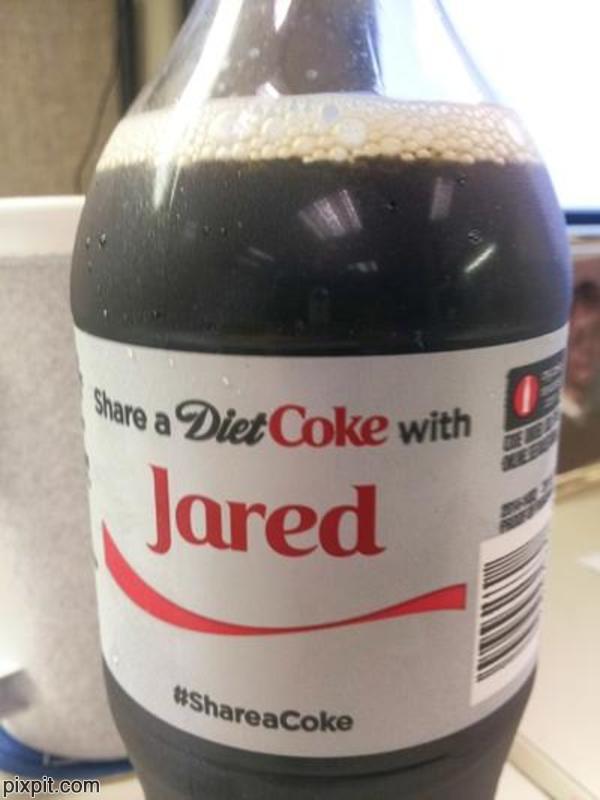 Share a Diet Coke with
Jared
#ShareaCoke
pixpit.com